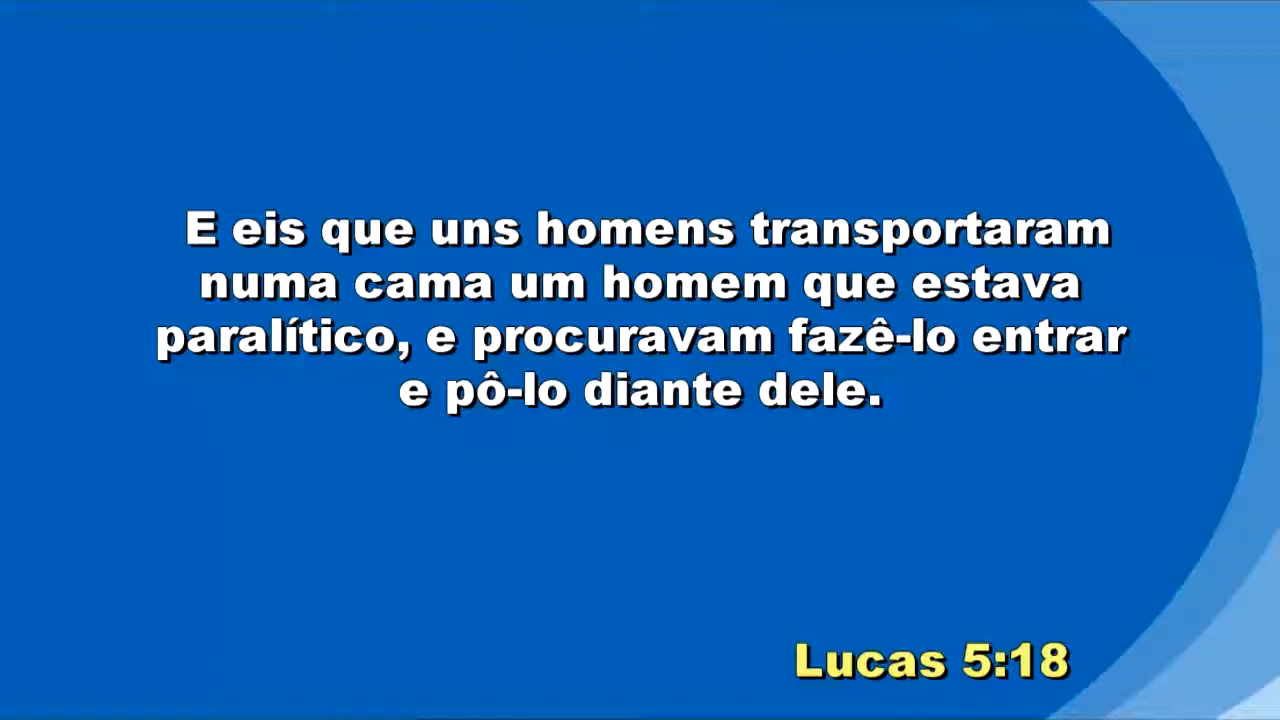 E eis que uns homens transportaram
numa cama um homem que estava
paralítico, e procuravam fazê-lo entrar
e pô-lo diante dele.
Lucas 5:18